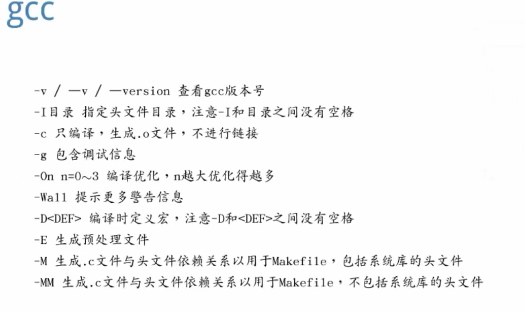 gcc
-v / —v / —version 查看gcc版本号
-I目录 指定头文件目录，注意-I和目录之间没有空格
-c 只编译，生成.o文件，不进行链接
-g 包含调试信息
-On n=0～3 编译优化，n越大优化得越多
-Wall 提示更多警告信息
-D<DEF> 编译时定义宏，注意-D和<DEF>之间没有空格
-E 生成预处理文件
-M 生成.c文件与头文件依赖关系以用于Makefile，包括系统库的头文件
-MM 生成.c文件与头文件依赖关系以用于Makefile，不包括系统库的头文件